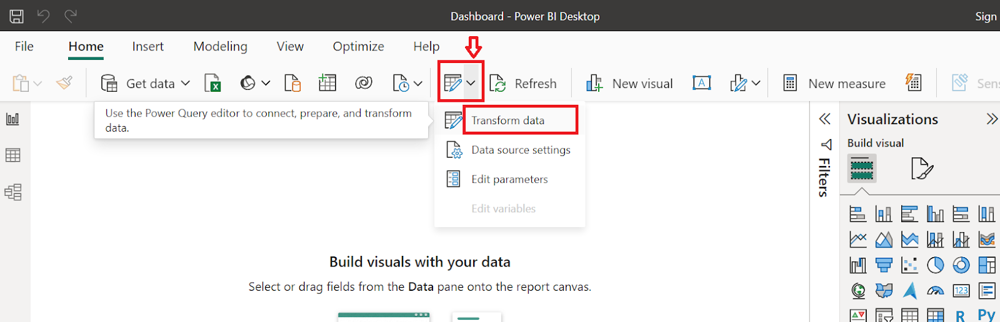 Dashboard - Power BI Desktop
Sign
File
Home
Insert
Modeling
View
Optimize
Help
Get data
Refresh
New visual
New measure
Sens
Use the Power Query editor to connect, prepare, and transform
data.
Transform data
Data source settings
Edit parameters
Edit variables
Visualizations
Build visual
Filters
Build visuals with your data
Select or drag fields from the Data pane onto the report canvas.
123
R
Py